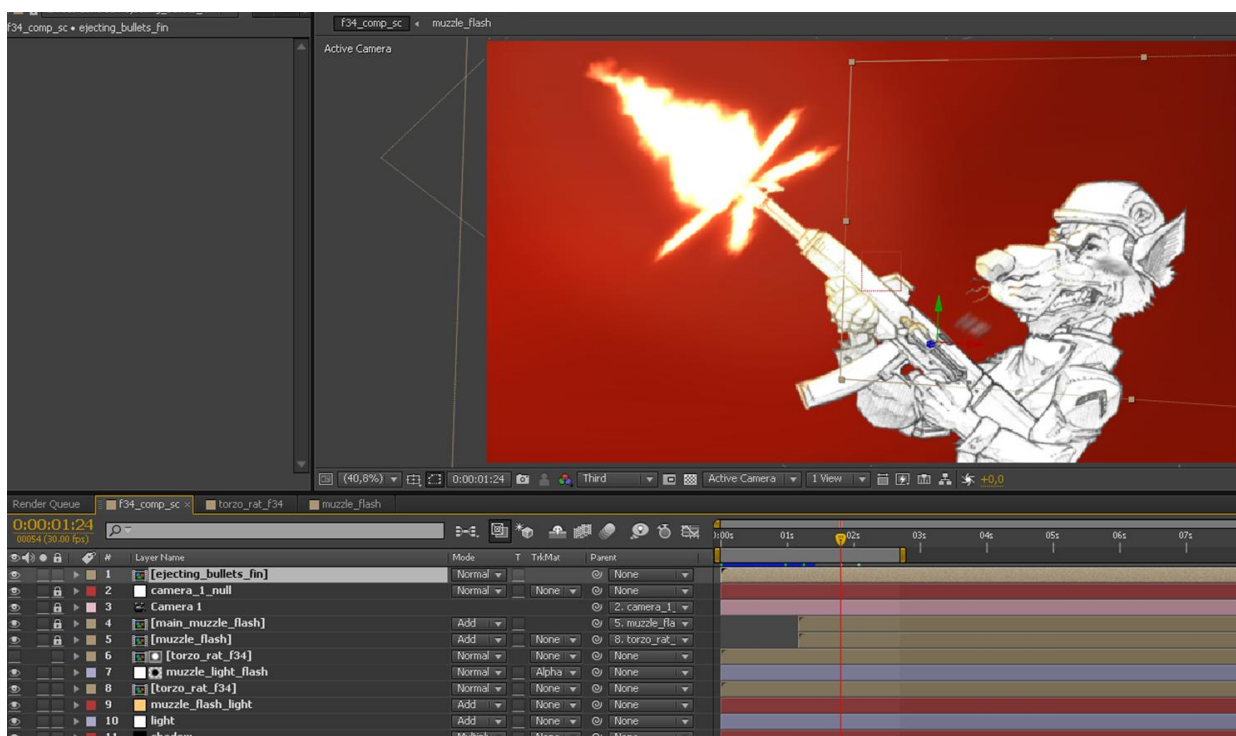 f34_comp_sc • ejecting_bullets_fin
f34_comp_sc muzzle_flash
Active Camera
(40,8%) 0:00:01:24 Third Active Camera 1 View +0,0
Render Queue f34_comp_sc × torzo_rat_f34 muzzle_flash
0:00:01:24
00054 (30.00 fps)
):00s 01s 02s 03s 04s 05s 06s 07s
# Layer Name Mode T TrkMat Parent
1 [ejecting_bullets_fin] Normal None
2 camera_1_null Normal None None
3 Camera 1 2. camera_1_
4 [main_muzzle_flash] Add 5. muzzle_fla
5 [muzzle_flash] Add None 8. torzo_rat_
6 [torzo_rat_f34] Normal None None
7 muzzle_light_flash Normal Alpha None
8 [torzo_rat_f34] Normal None None
9 muzzle_flash_light Add None None
10 light Add None None